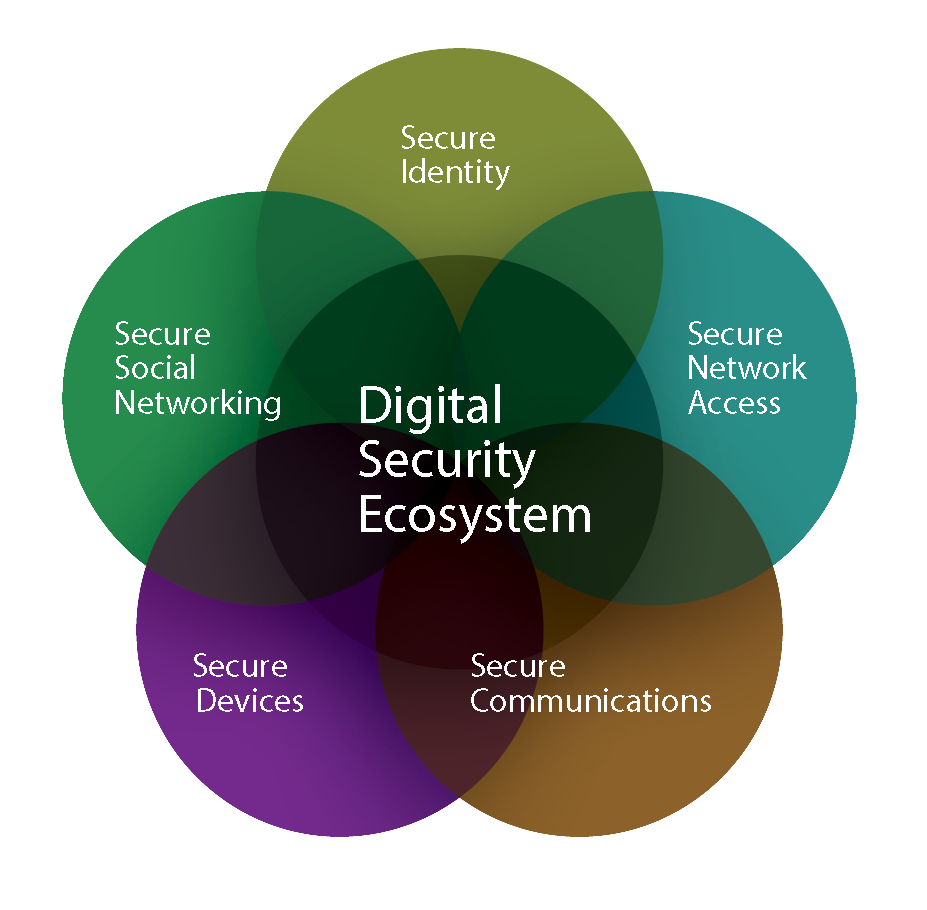 Secure
Identity
Secure
Social
Networking
Secure
Network
Access
Digital
Security
Ecosystem
Secure
Devices
Secure
Communications